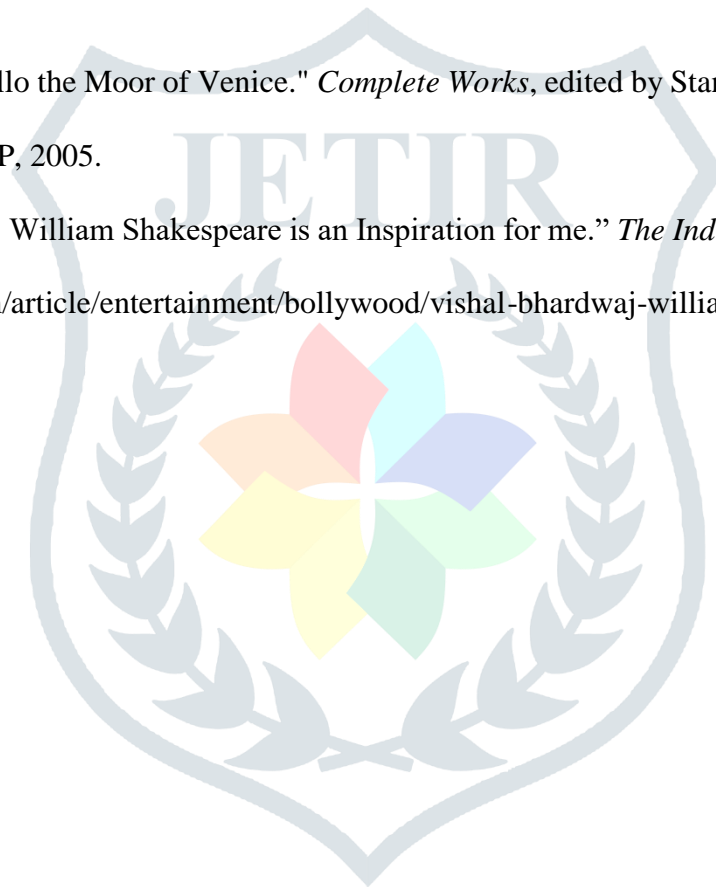 llo the Moor of Venice." Complete Works, edited by Star
P, 2005.
JETIR
William Shakespeare is an Inspiration for me.” The Ind
/article/entertainment/bollywood/vishal-bhardwaj-willia